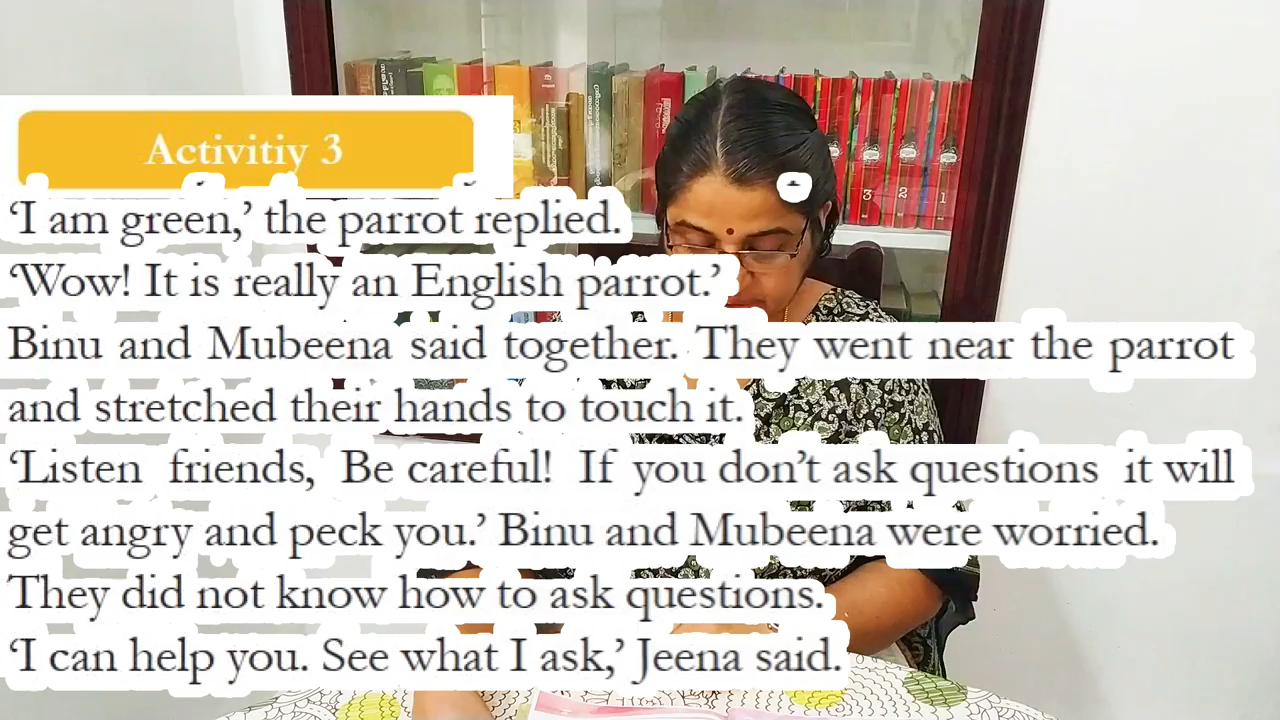 Activitiy 3
‘I am green,’ the parrot replied.
‘Wow! It is really an English parrot.’
Binu and Mubeena said together. They went near the parrot
and stretched their hands to touch it.
‘Listen friends, Be careful! If you don’t ask questions it will
get angry and peck you.’ Binu and Mubeena were worried.
They did not know how to ask questions.
‘I can help you. See what I ask,’ Jeena said.
3 2 1